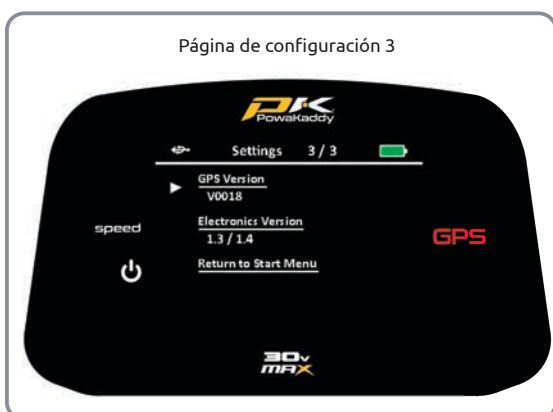 Página de configuración 3
PK
PowaKaddy
Settings 3 / 3
GPS Version
V0018
speed
Electronics Version
1.3 / 1.4
GPS
Return to Start Menu
30v
MAX